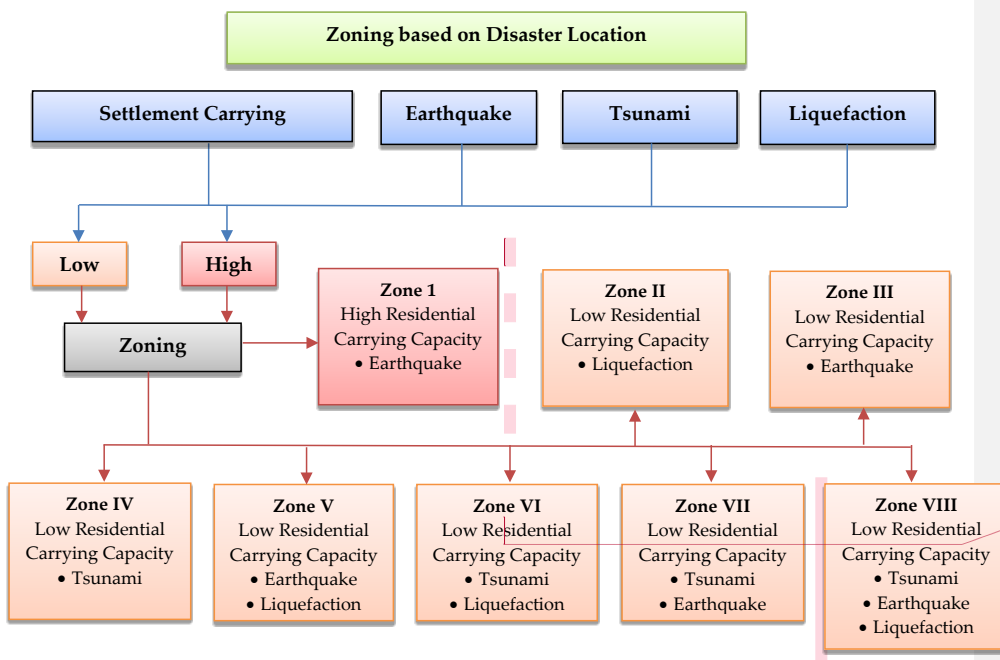 Zoning based on Disaster Location
Settlement Carrying
Earthquake
Tsunami
Liquefaction
Low
High
Zoning
Zone 1
High Residential
Carrying Capacity
• Earthquake
Zone II
Low Residential
Carrying Capacity
• Liquefaction
Zone III
Low Residential
Carrying Capacity
• Earthquake
Zone IV
Low Residential
Carrying Capacity
• Tsunami
Zone V
Low Residential
Carrying Capacity
• Earthquake
• Liquefaction
Zone VI
Low Residential
Carrying Capacity
• Tsunami
• Liquefaction
Zone VII
Low Residential
Carrying Capacity
• Tsunami
• Earthquake
Zone VIII
Low Residential
Carrying Capacity
• Tsunami
• Earthquake
• Liquefaction